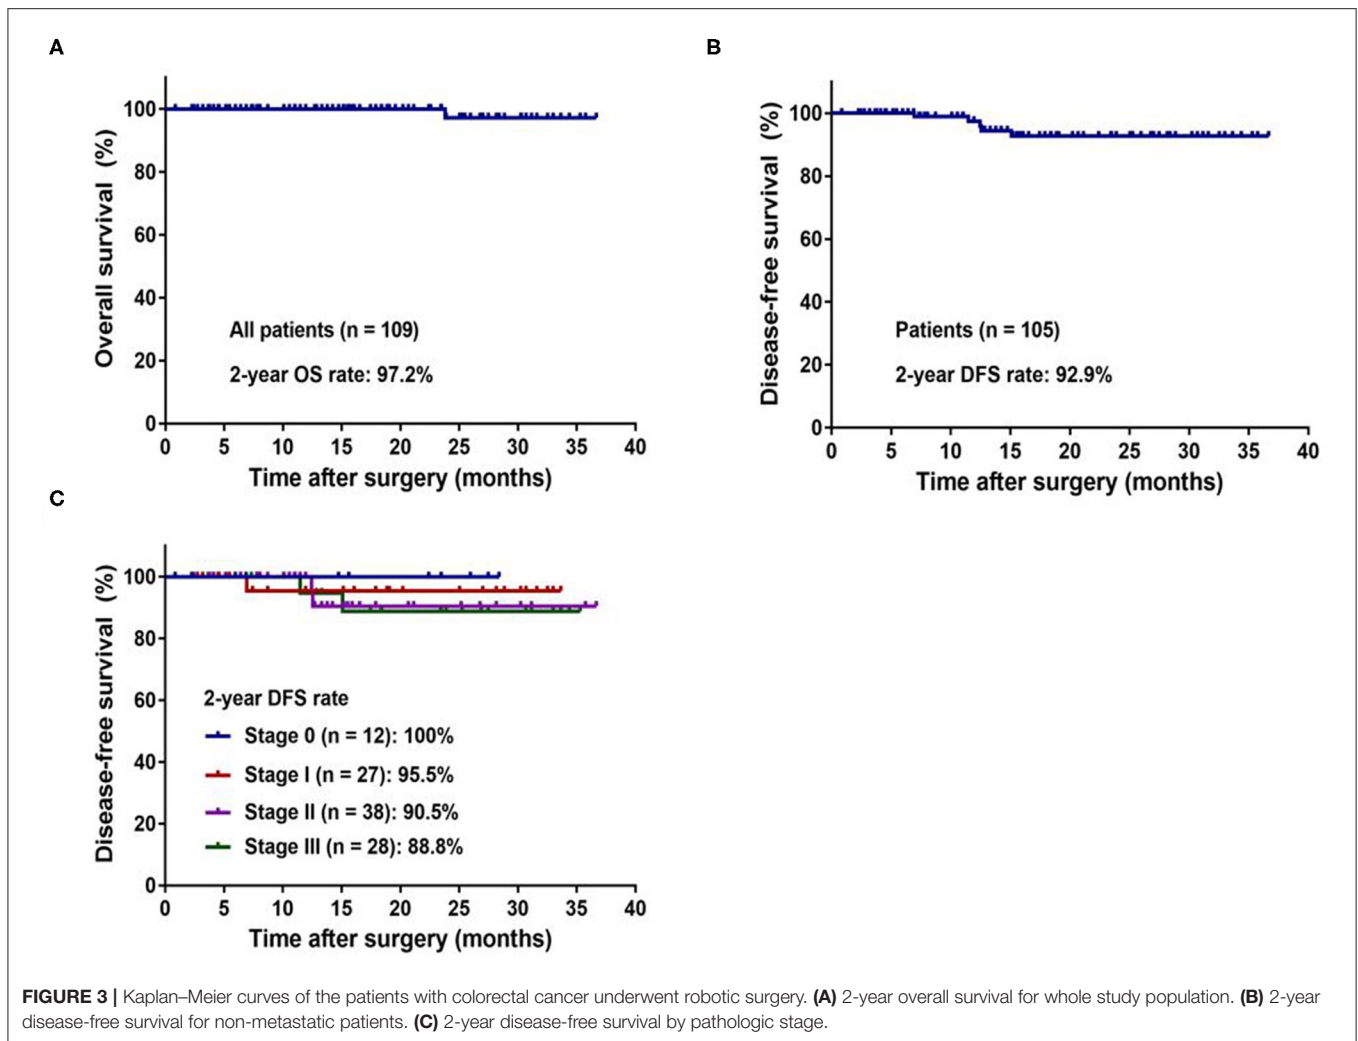 A
100
80
60
40
20
0
Overall survival (%)
All patients (n = 109)
2-year OS rate: 97.2%
0 5 10 15 20 25 30 35 40
Time after surgery (months)
B
100
80
60
40
20
0
Disease-free survival (%)
Patients (n = 105)
2-year DFS rate: 92.9%
0 5 10 15 20 25 30 35 40
Time after surgery (months)
C
100
80
60
40
20
0
Disease-free survival (%)
2-year DFS rate
Stage 0 (n = 12): 100%
Stage I (n = 27): 95.5%
Stage II (n = 38): 90.5%
Stage III (n = 28): 88.8%
0 5 10 15 20 25 30 35 40
Time after surgery (months)
FIGURE 3 | Kaplan–Meier curves of the patients with colorectal cancer underwent robotic surgery. (A) 2-year overall survival for whole study population. (B) 2-year
disease-free survival for non-metastatic patients. (C) 2-year disease-free survival by pathologic stage.